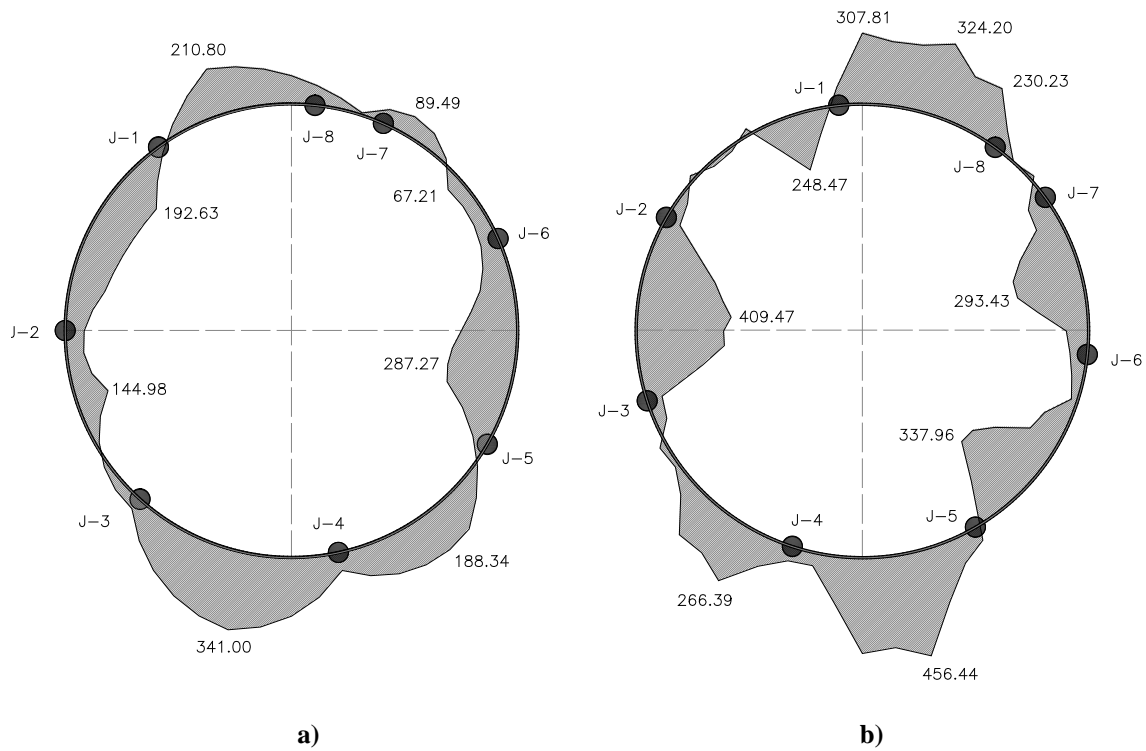 210.80
J-8
89.49
J-1
J-7
67.21
192.63
J-6
J-2
287.27
144.98
J-5
J-3
J-4
188.34
341.00
a)
307.81
324.20
J-1
230.23
J-8
248.47
J-7
J-2
293.43
409.47
J-6
J-3
337.96
J-4
J-5
266.39
456.44
b)